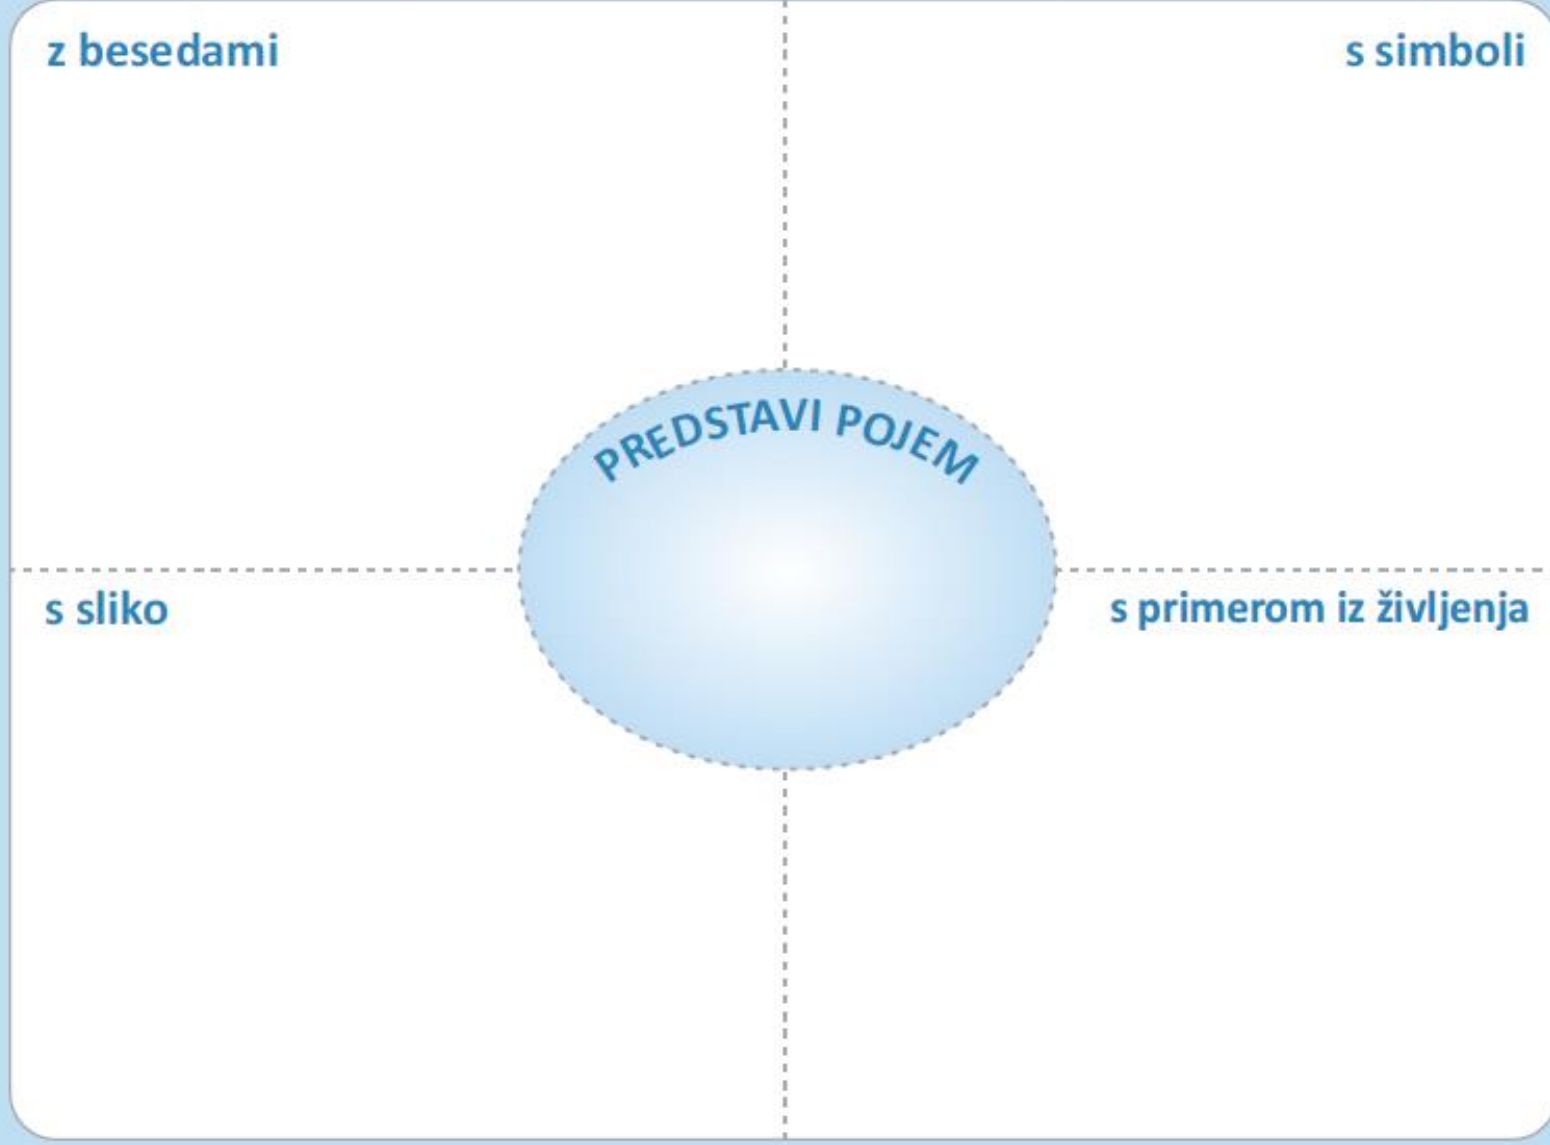 z besedami
s simboli
PREDSTAVI POJEM
s sliko
s primerom iz življenja